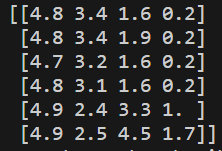 [[4.8 3.4 1.6 0.2]
[4.8 3.4 1.9 0.2]
[4.7 3.2 1.6 0.2]
[4.8 3.1 1.6 0.2]
[4.9 2.4 3.3 1. ]
[4.9 2.5 4.5 1.7]]